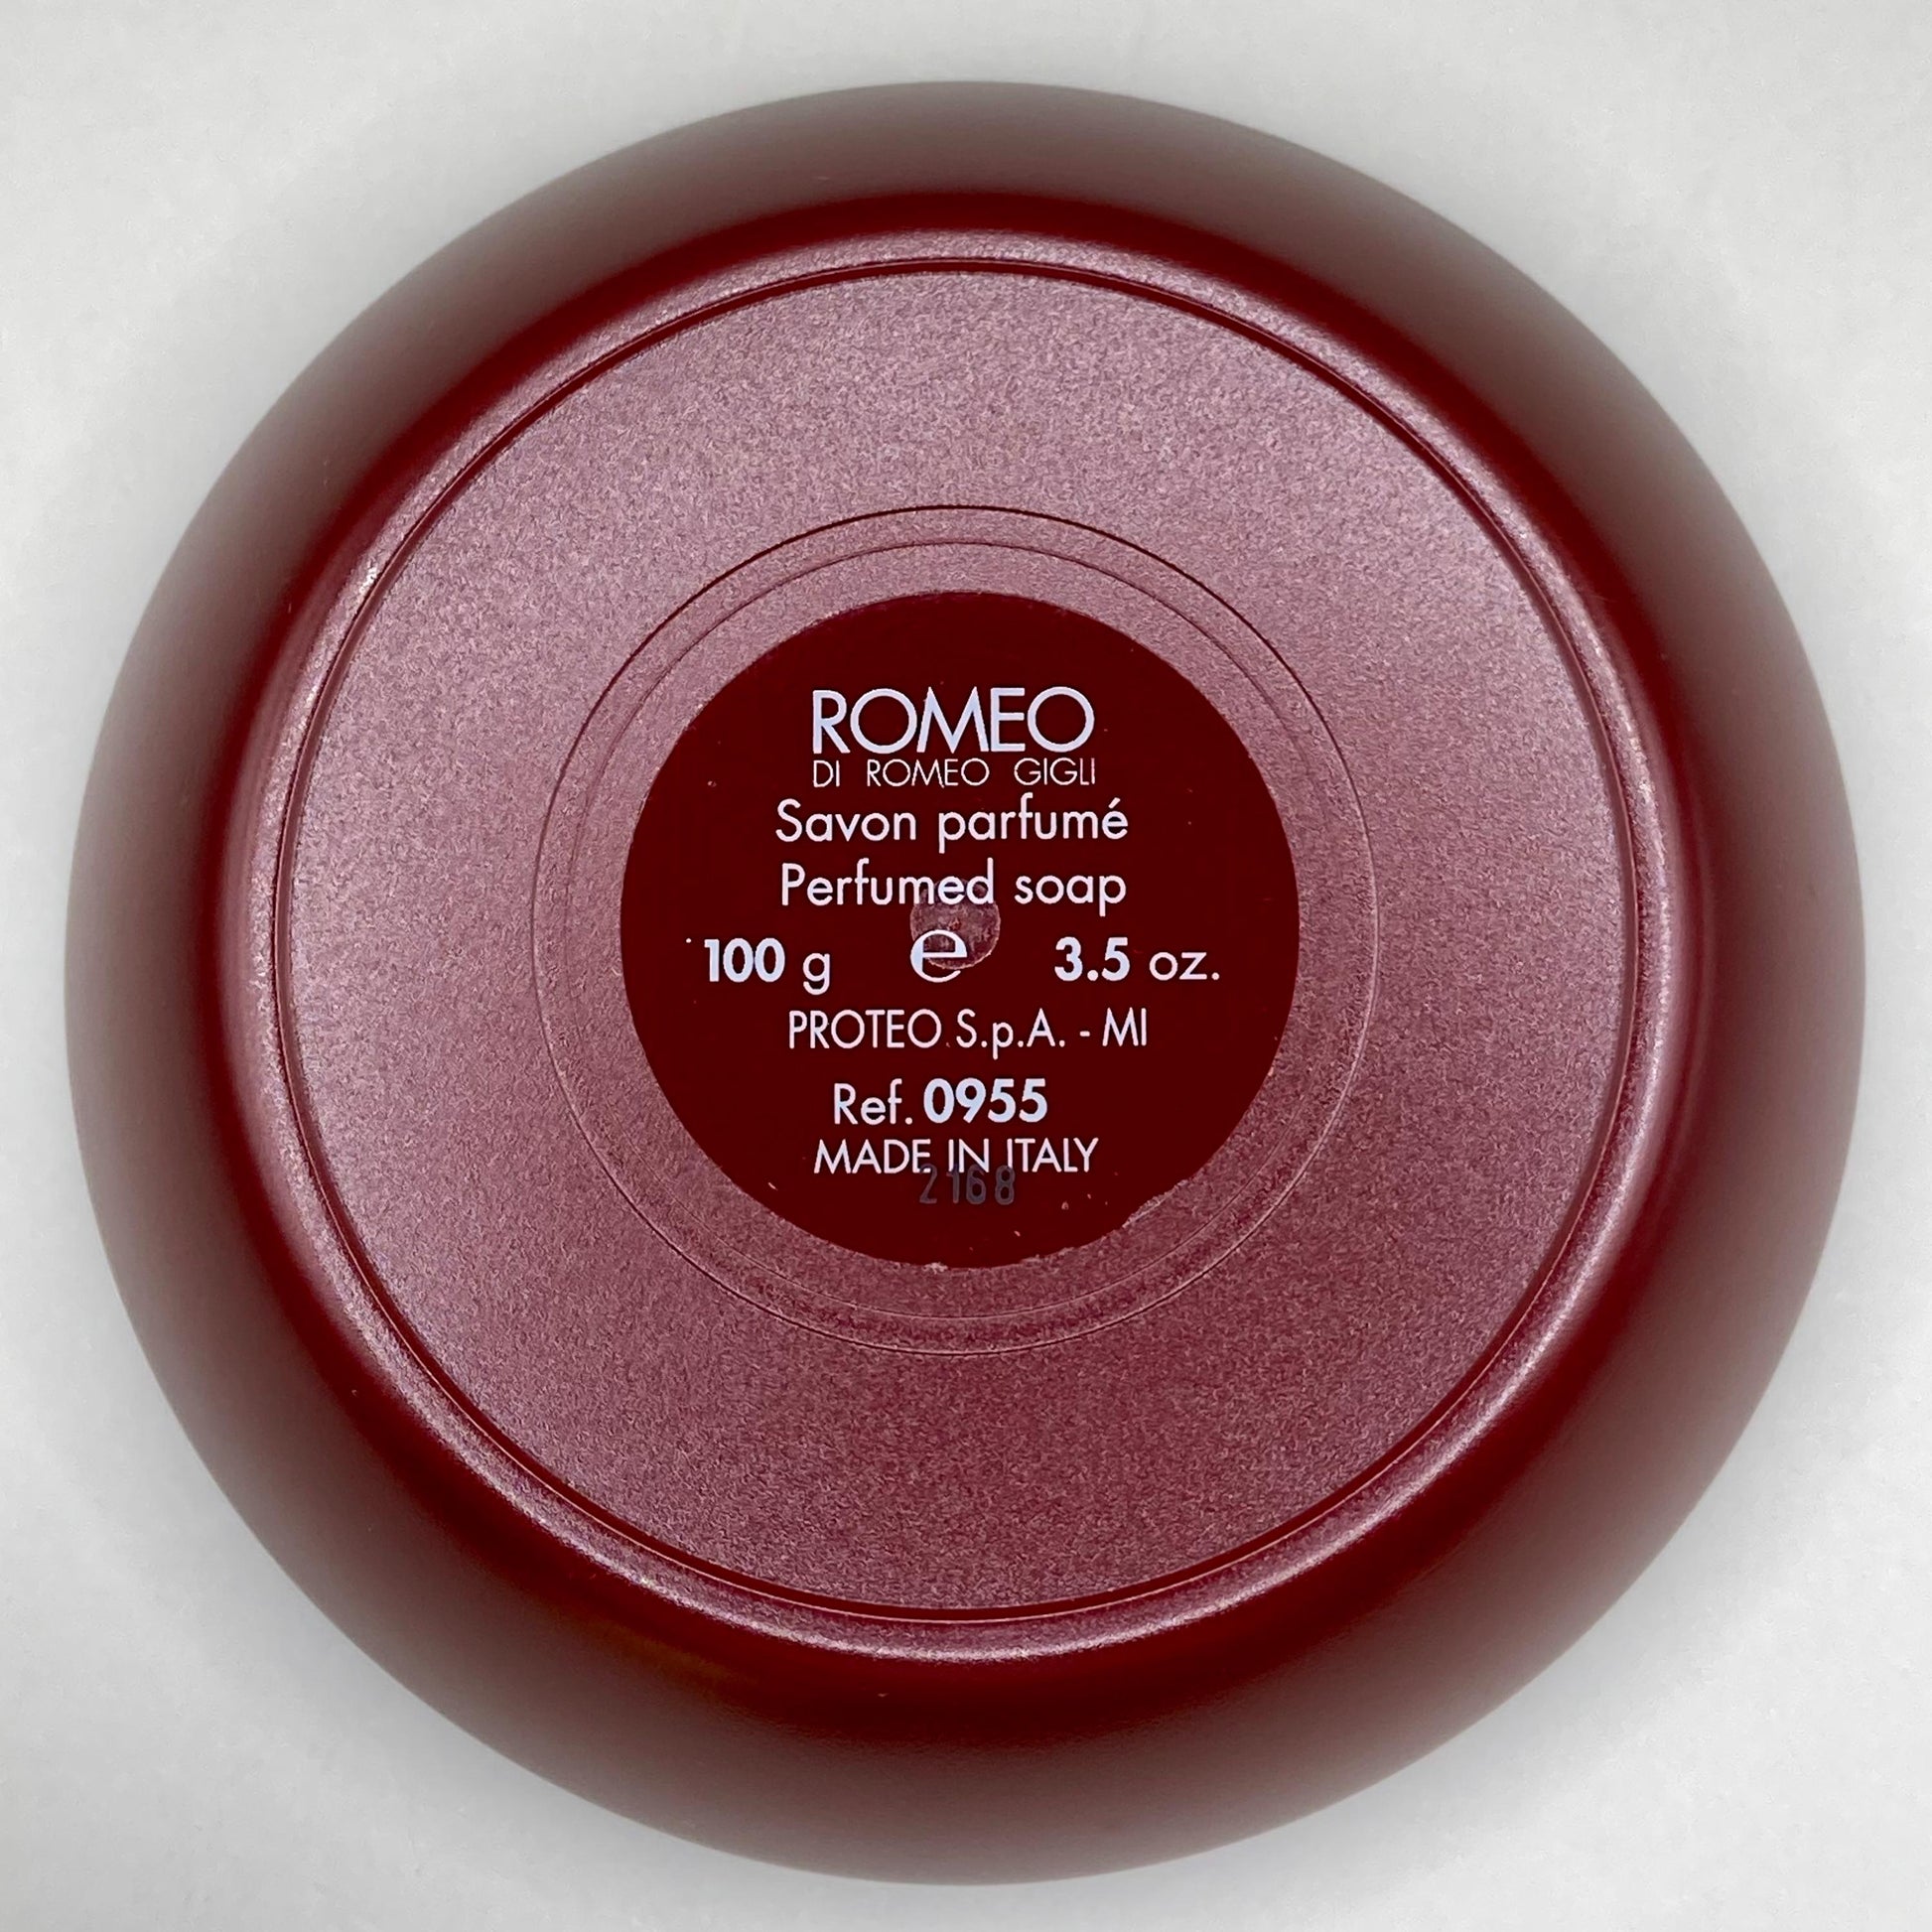 ROMEO
DI ROMEO GIGLI
Savon parfumé
Perfumed soap
100 g e 3.5 oz.
PROTEO S.p.A. - MI
Ref. 0955
MADE IN ITALY
2168